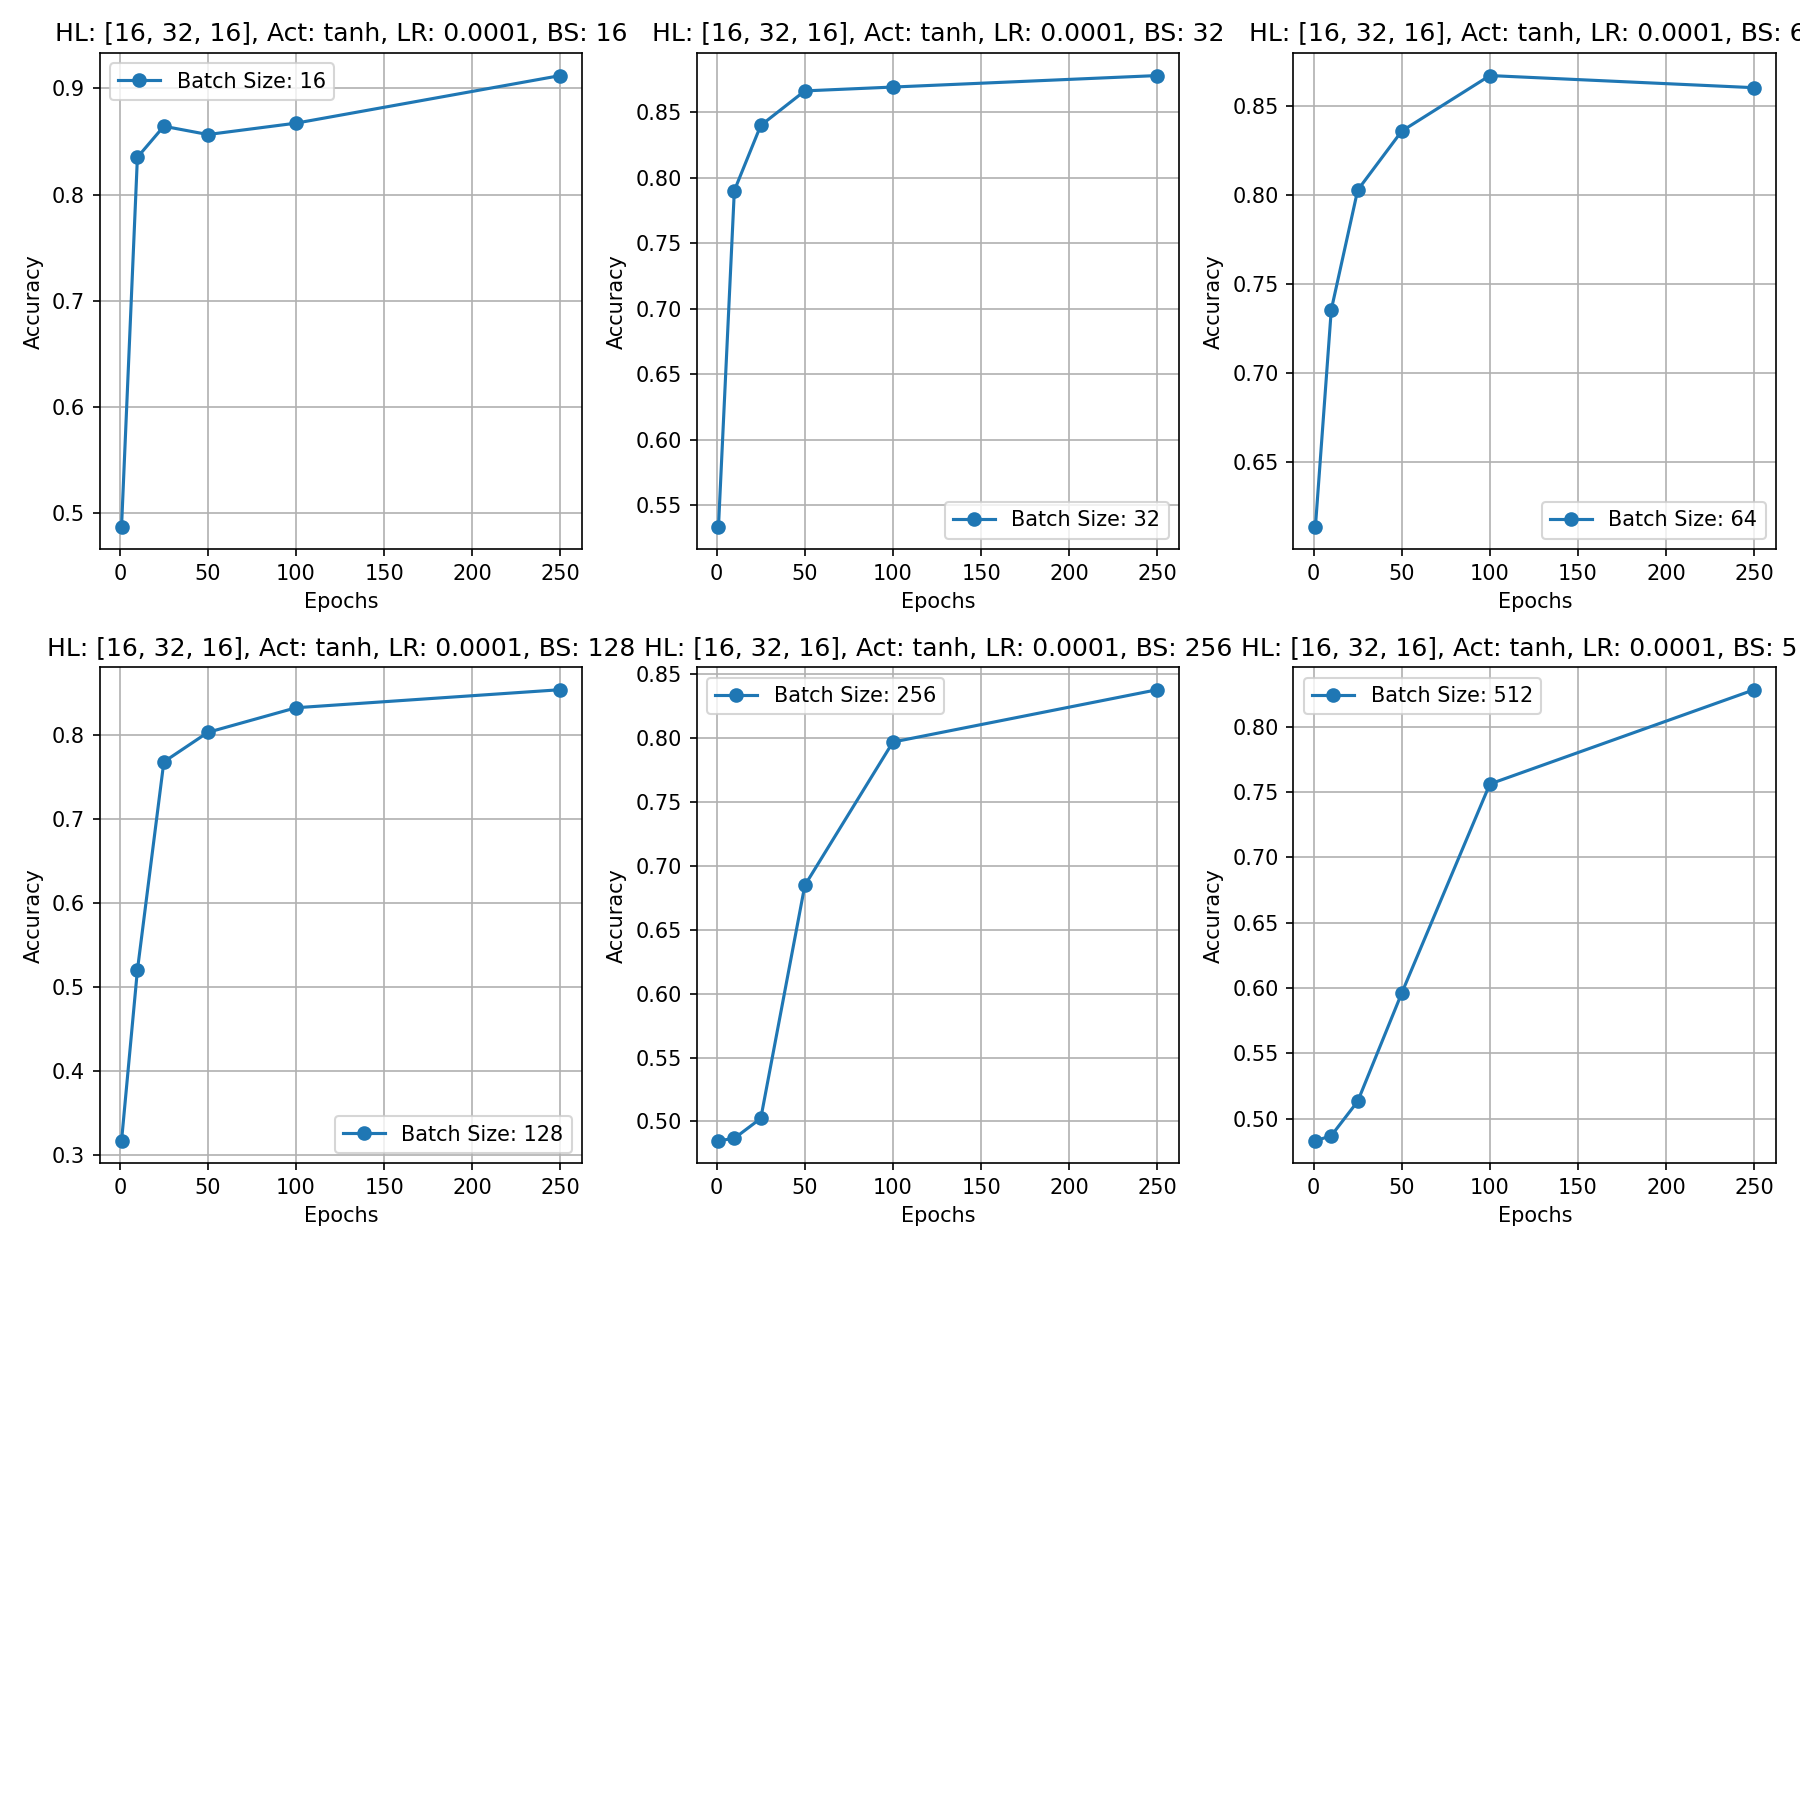 HL: [16, 32, 16], Act: tanh, LR: 0.0001, BS: 16
0.9
0.8
0.7
0.6
0.5
Accuracy
Batch Size: 16
0 50 100 150 200 250
Epochs
HL: [16, 32, 16], Act: tanh, LR: 0.0001, BS: 32
0.85
0.80
0.75
0.70
0.65
0.60
0.55
Accuracy
Batch Size: 32
0 50 100 150 200 250
Epochs
HL: [16, 32, 16], Act: tanh, LR: 0.0001, BS: 6
0.85
0.80
0.75
0.70
0.65
Accuracy
Batch Size: 64
0 50 100 150 200 250
Epochs
HL: [16, 32, 16], Act: tanh, LR: 0.0001, BS: 128
0.8
0.7
0.6
0.5
0.4
0.3
Accuracy
Batch Size: 128
0 50 100 150 200 250
Epochs
HL: [16, 32, 16], Act: tanh, LR: 0.0001, BS: 256
0.85
0.80
0.75
0.70
0.65
0.60
0.55
0.50
Accuracy
Batch Size: 256
0 50 100 150 200 250
Epochs
HL: [16, 32, 16], Act: tanh, LR: 0.0001, BS: 5
0.80
0.75
0.70
0.65
0.60
0.55
0.50
Accuracy
Batch Size: 512
0 50 100 150 200 250
Epochs